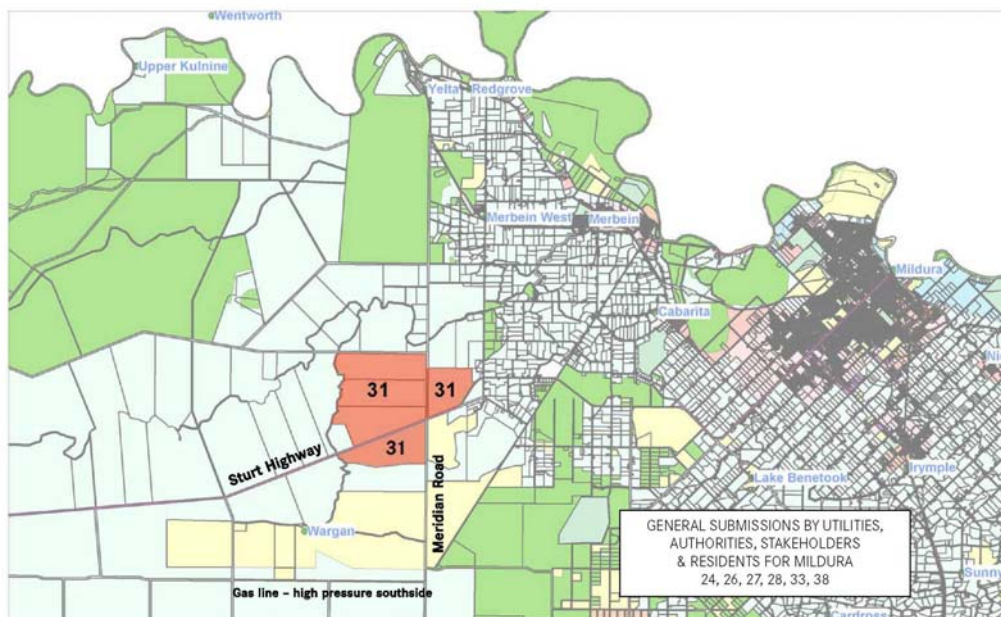 Wentworth
Upper Kulnine
Yelta
Redgrove
Merbein West
Merbein
Mildura
Cabarita
31
31
31
Sturt Highway
Meridian Road
Irymple
Lake Benetook
Wargan
GENERAL SUBMISSIONS BY UTILITIES,
AUTHORITIES, STAKEHOLDERS
& RESIDENTS FOR MILDURA
24, 26, 27, 28, 33, 38
Sunny
Gas line – high pressure southside
Cardross